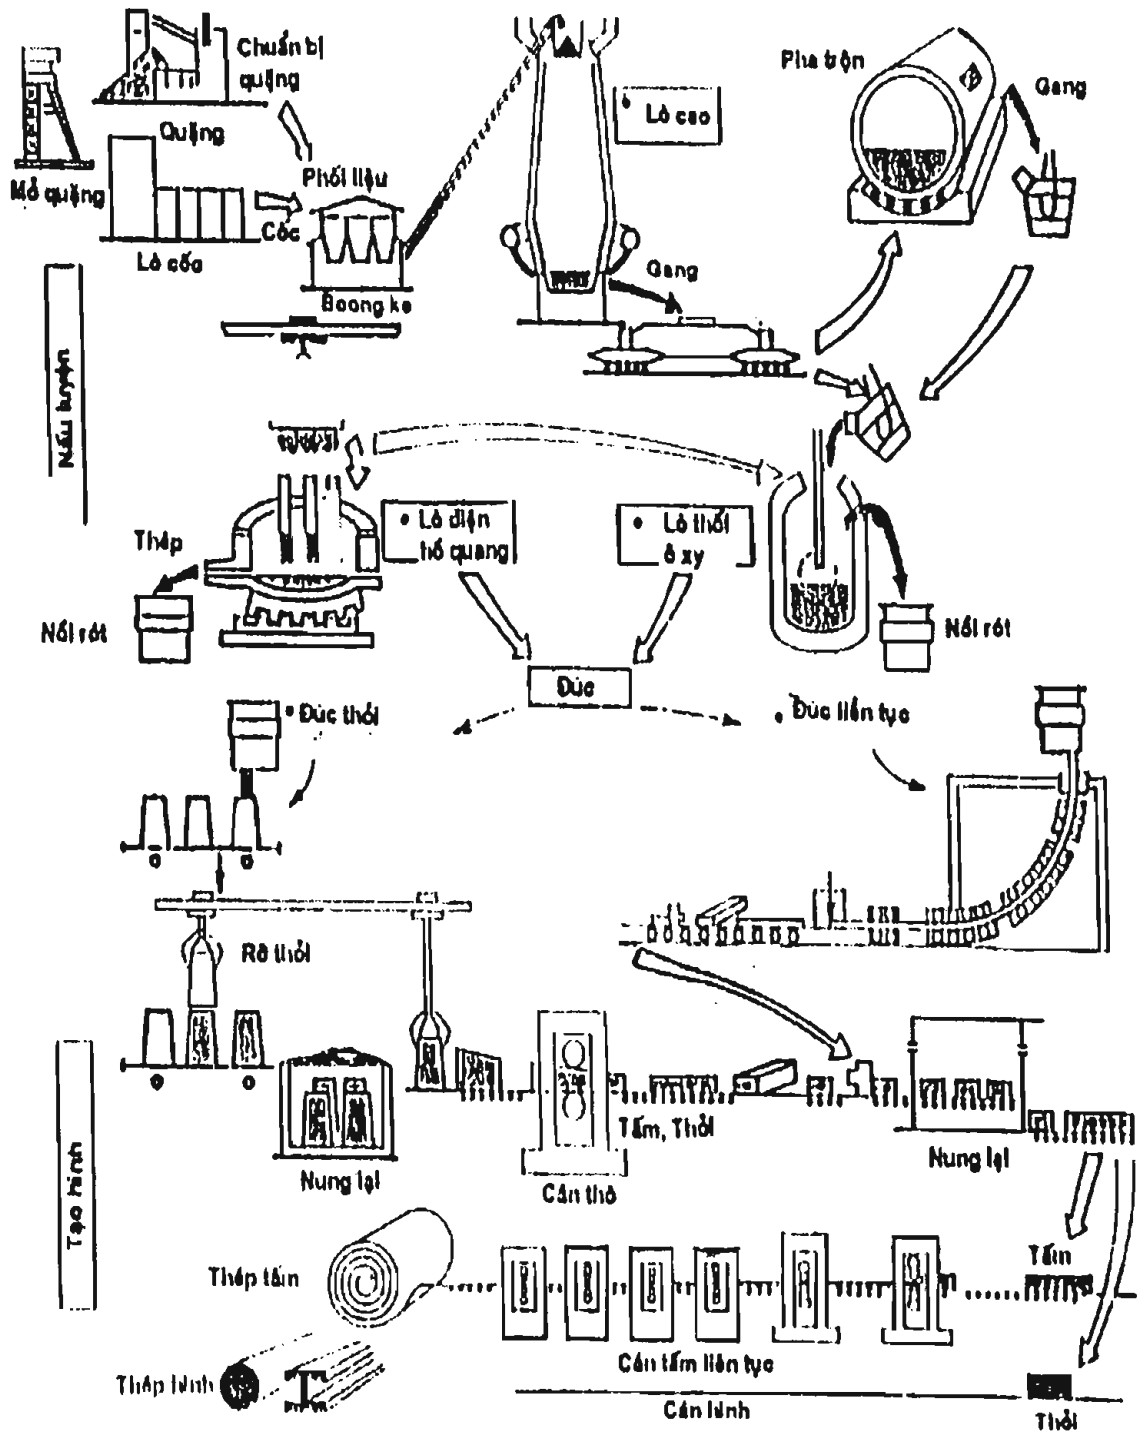 Chuẩn bị
quặng
Quặng
Mỏ quặng
Phối liệu
Cốc
Lò cốc
Boong ke
Lò cao
Gang
Pha trộn
Gang
Nấu luyện
Thép
Nồi rót
• Lò điện
hồ quang
• Lò thổi
ô xy
Nồi rót
Đúc
• Đúc thỏi
• Đúc liên tục
Rỡ thỏi
Nung lại
Cán thô
Tấm, Thỏi
Nung lại
Tạo hình
Thép tấm
Tấm
Cán tấm liên tục
Thép hình
Cán hình
Thỏi